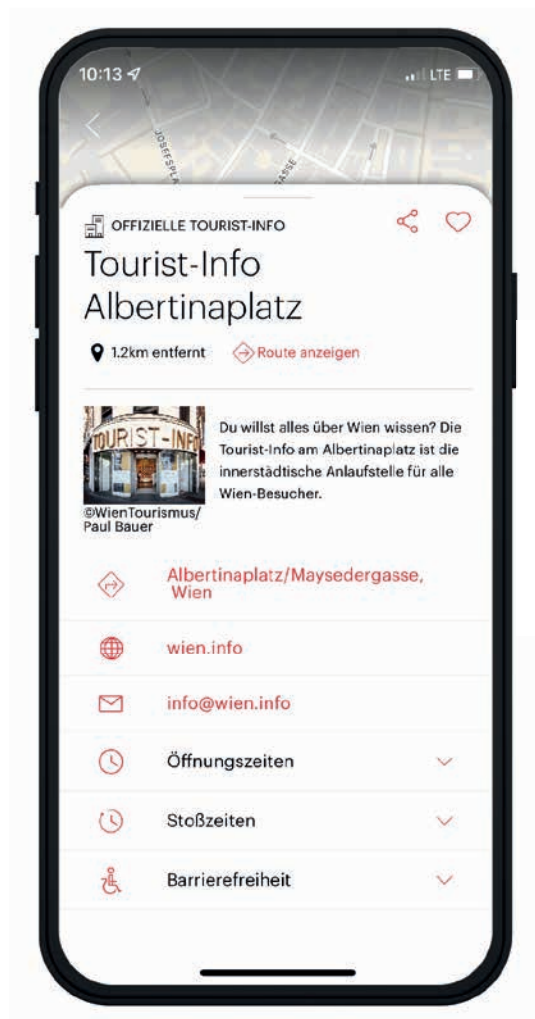 10:13
LTE
JOSEFSPLA
GASSE
OFFIZIELLE TOURIST-INFO
Tourist-Info
Albertinaplatz
1.2km entfernt Route anzeigen
TOURIST-INF
Du willst alles über Wien wissen? Die
Tourist-Info am Albertinaplatz ist die
innerstädtische Anlaufstelle für alle
Wien-Besucher.
©WienTourismus/
Paul Bauer
Albertinaplatz/Maysedergasse,
Wien
wien.info
info@wien.info
Öffnungszeiten
Stoßzeiten
Barrierefreiheit